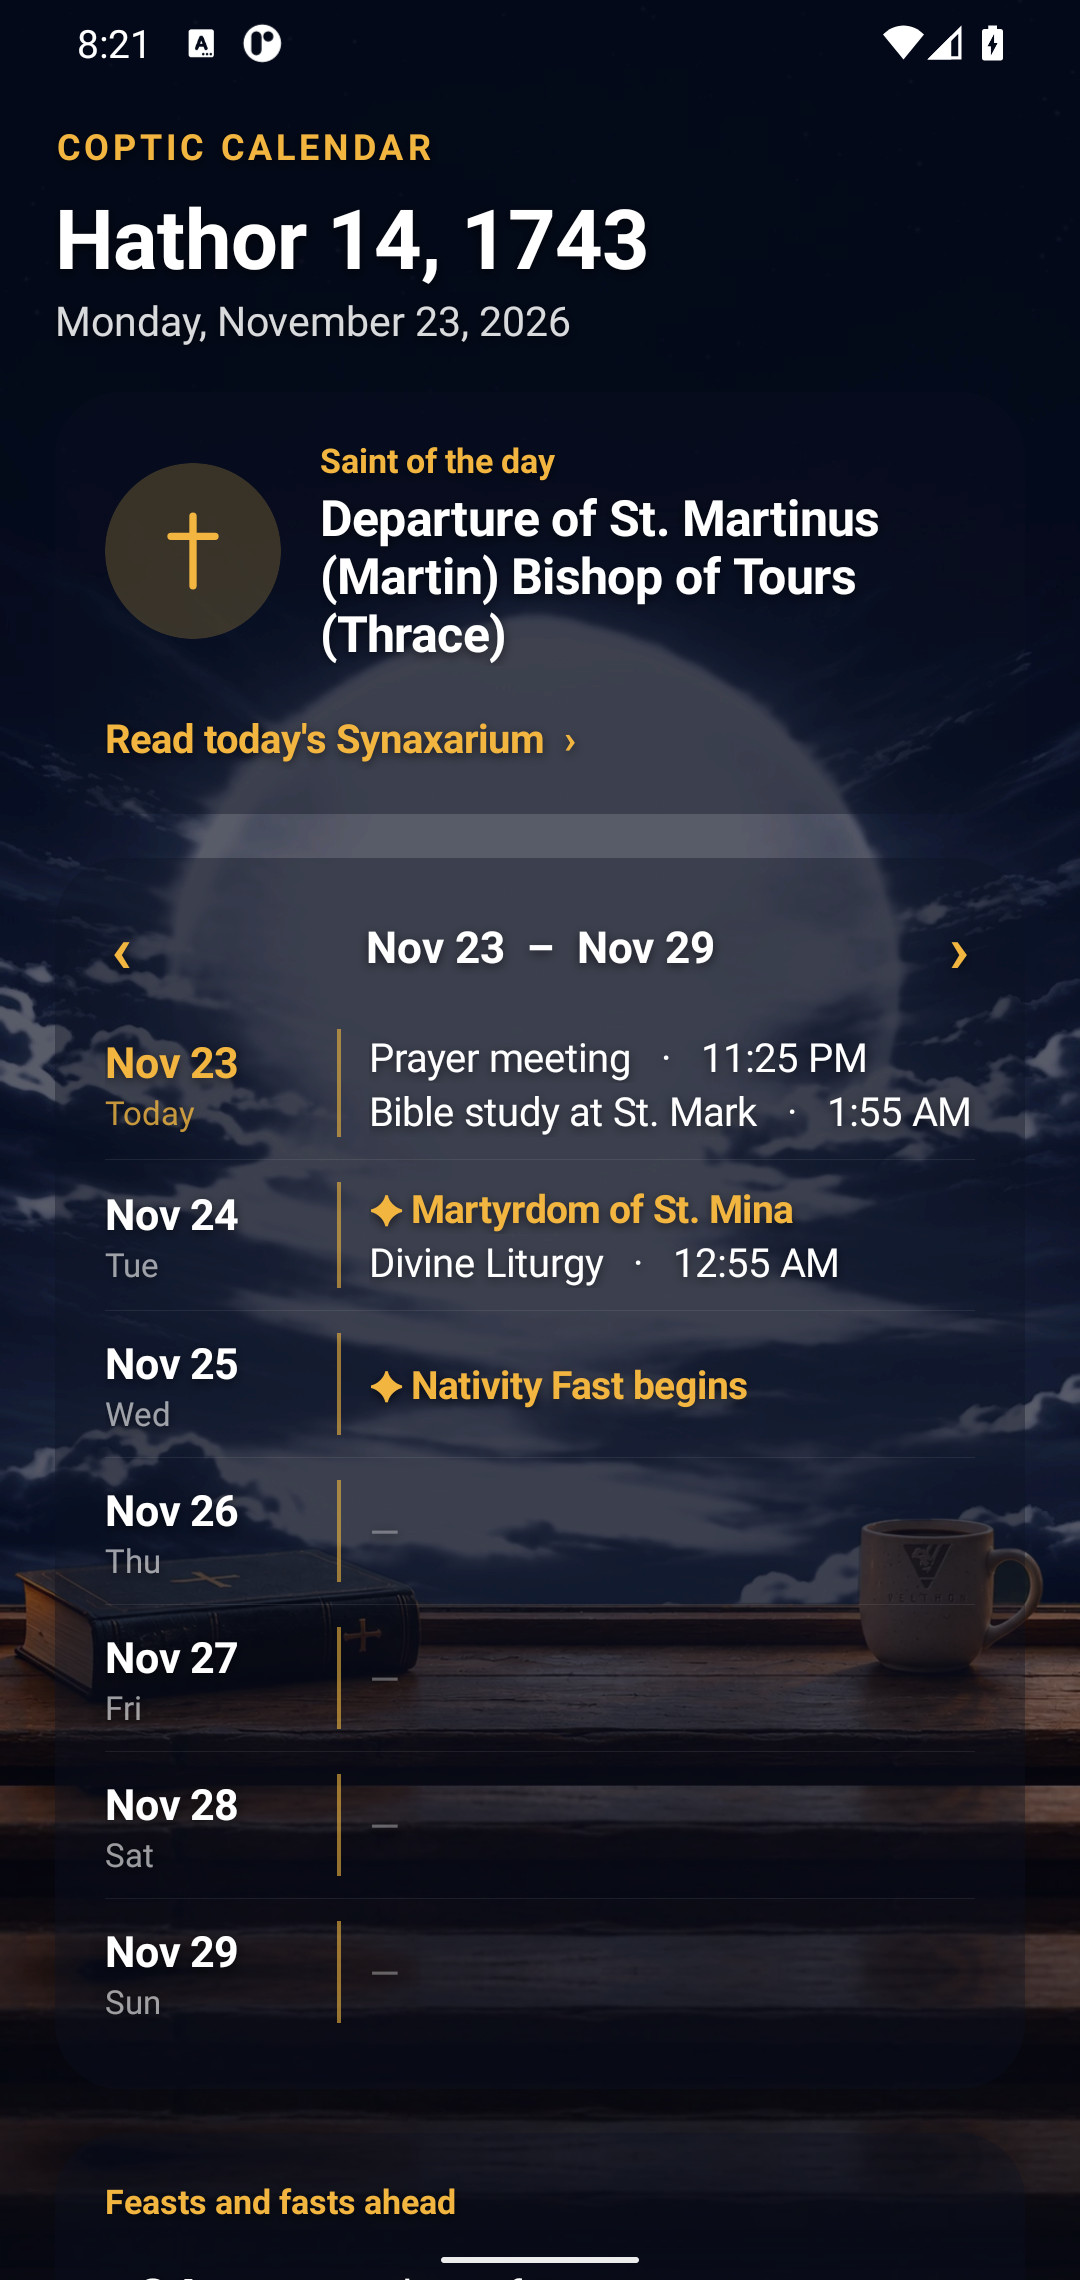 8:21
COPTIC CALENDAR
Hathor 14, 1743
Monday, November 23, 2026
Saint of the day
Departure of St. Martinus
(Martin) Bishop of Tours
(Thrace)
Read today's Synaxarium ›
‹ Nov 23 – Nov 29 ›
Nov 23
Today
Prayer meeting · 11:25 PM
Bible study at St. Mark · 1:55 AM
Nov 24
Tue
✦ Martyrdom of St. Mina
Divine Liturgy · 12:55 AM
Nov 25
Wed
✦ Nativity Fast begins
Nov 26
Thu
—
Nov 27
Fri
—
Nov 28
Sat
—
Nov 29
Sun
—
Feasts and fasts ahead